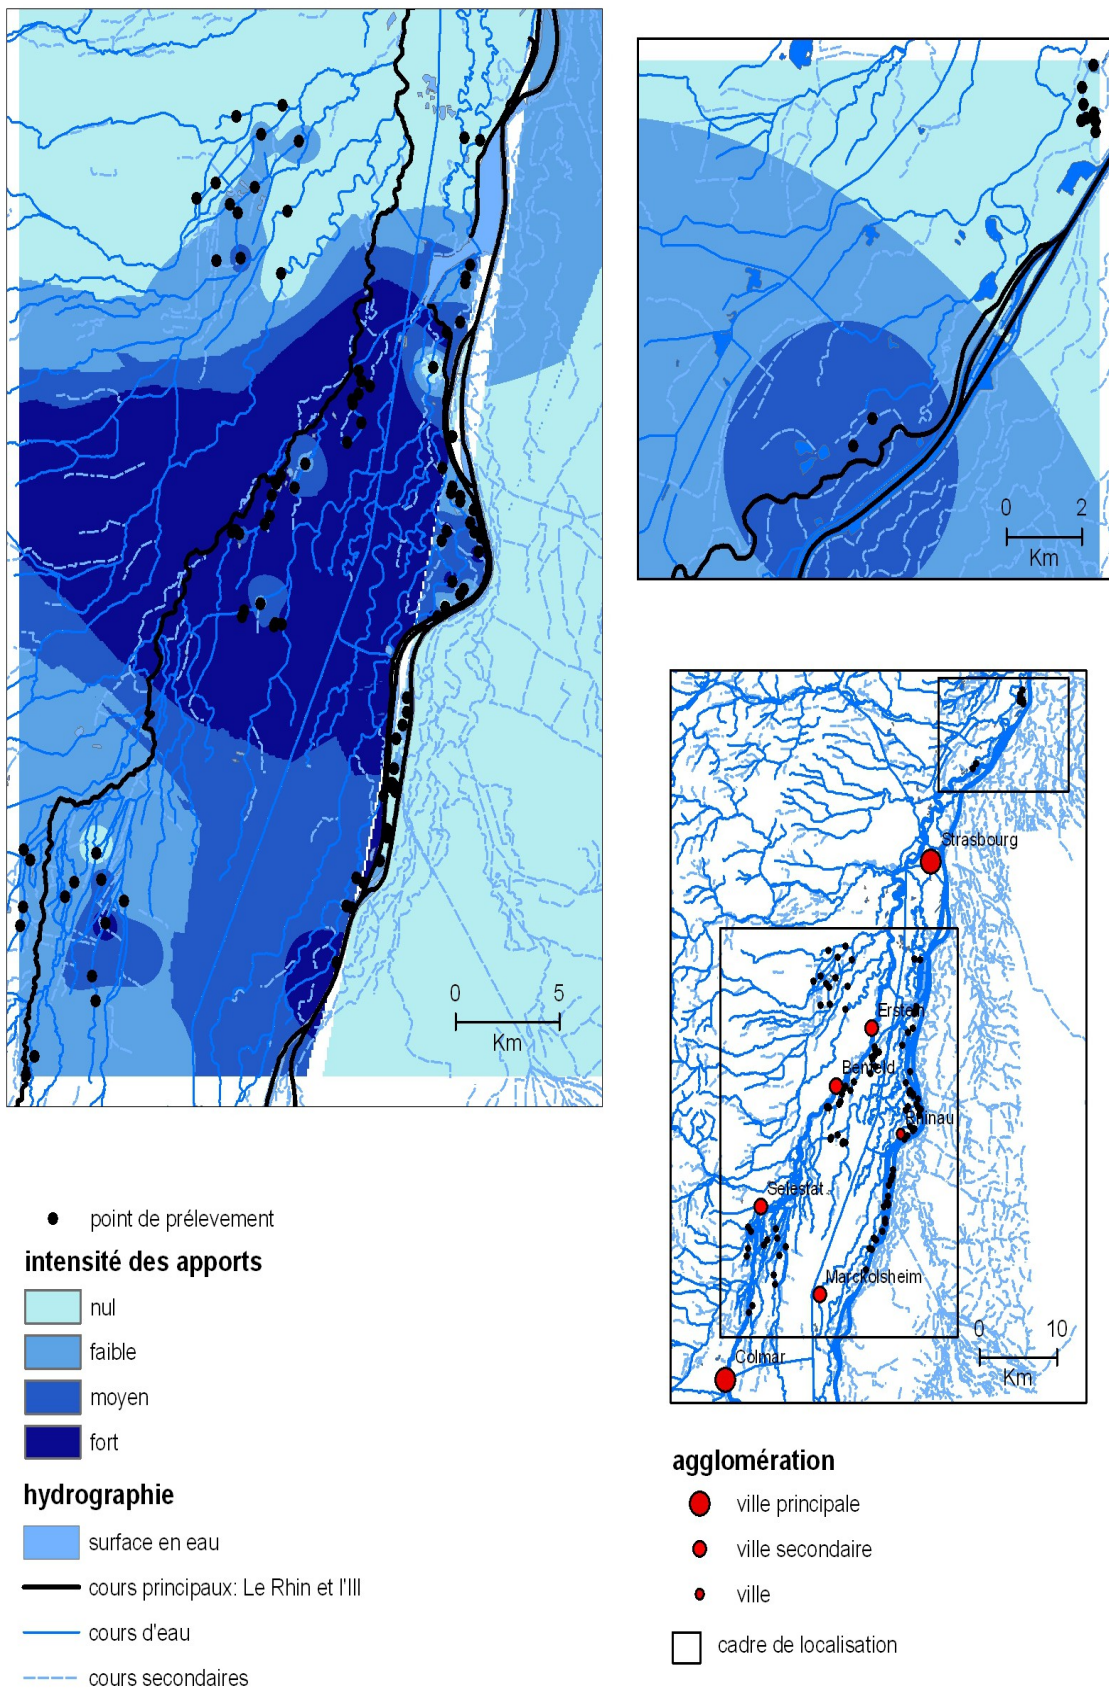 0 5
Km
0 2
Km
Strasbourg
Erstein
Benfeld
Rhinau
Selestat
Marckolsheim
0 10
Km
Colmar
point de prélevement
intensité des apports
nul
faible
moyen
fort
hydrographie
surface en eau
cours principaux: Le Rhin et l'Ill
cours d'eau
cours secondaires
agglomération
ville principale
ville secondaire
ville
cadre de localisation